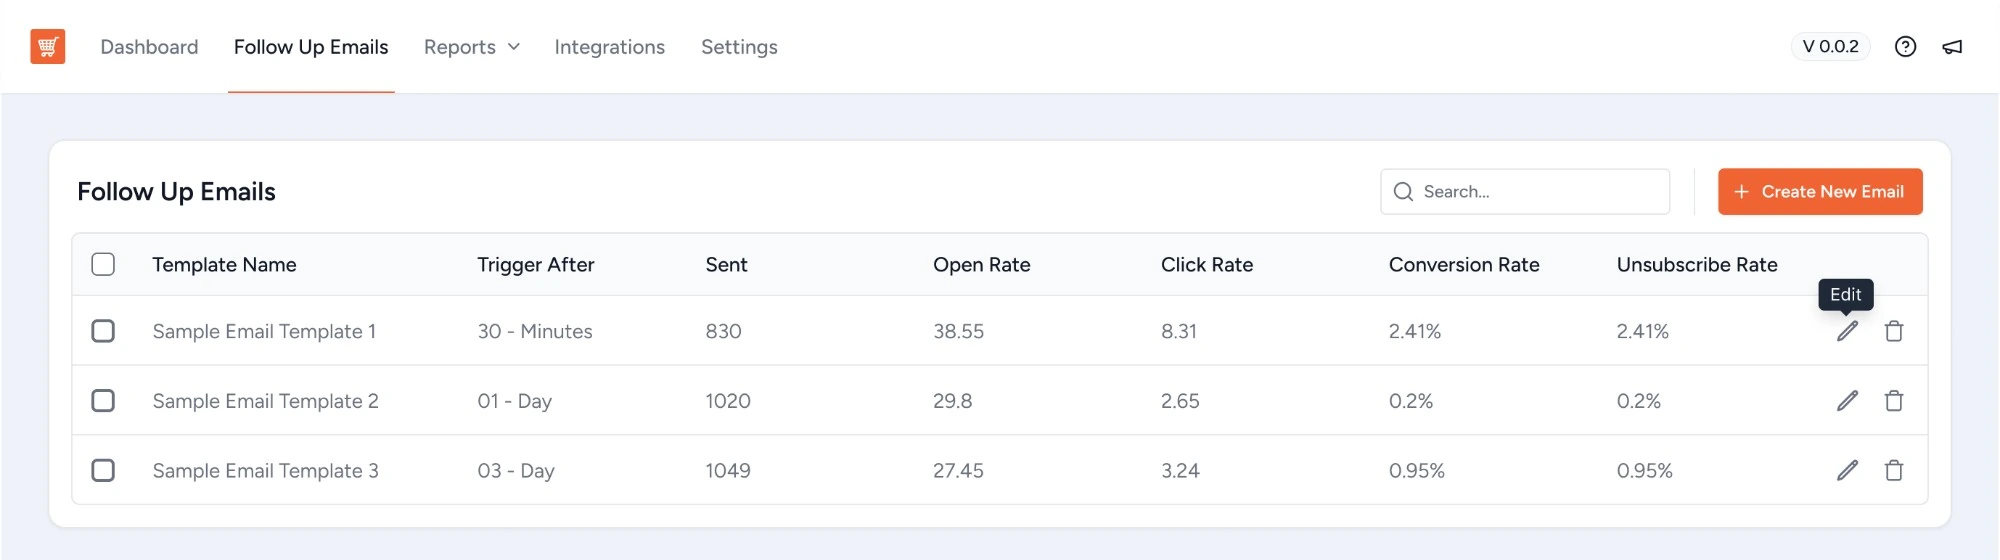 Dashboard Follow Up Emails Reports Integrations Settings V 0.0.2
Follow Up Emails Search... + Create New Email
Template Name Trigger After Sent Open Rate Click Rate Conversion Rate Unsubscribe Rate
Edit
Sample Email Template 1 30 - Minutes 830 38.55 8.31 2.41% 2.41%
Sample Email Template 2 01 - Day 1020 29.8 2.65 0.2% 0.2%
Sample Email Template 3 03 - Day 1049 27.45 3.24 0.95% 0.95%